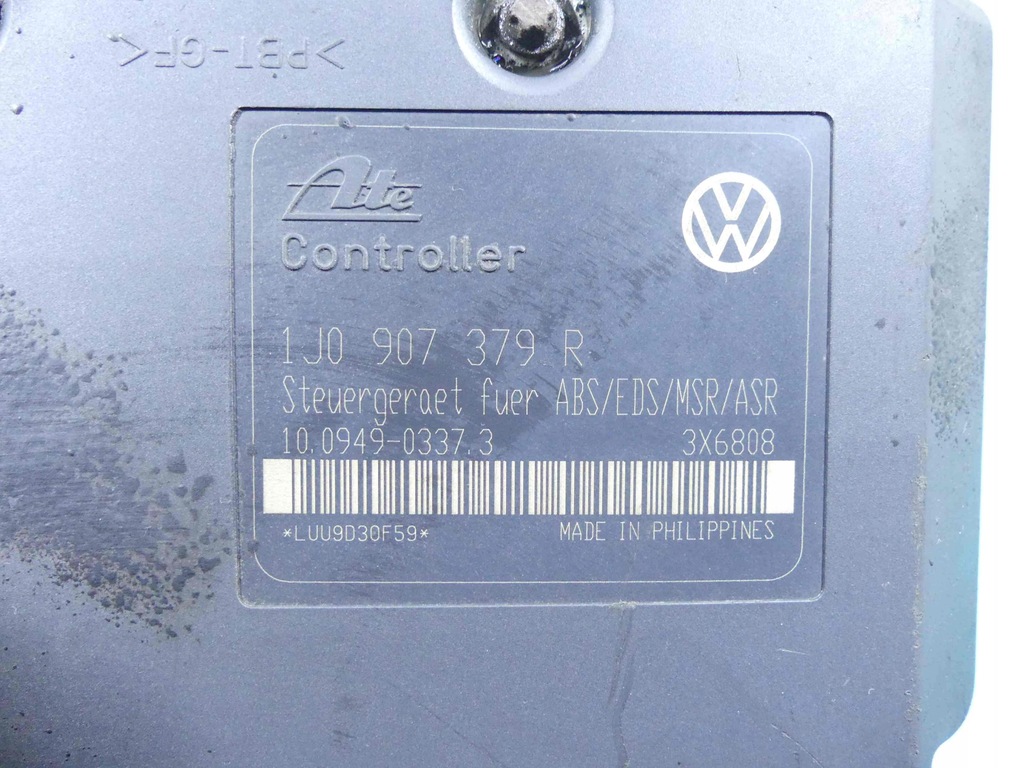 >PBT-GF<
Ate
Controller
VW
1J0 907 379 R
Steuergeraet fuer ABS/EDS/MSR/ASR
10.0949-0337.3 3X6808
*LUU9D30F59* MADE IN PHILIPPINES